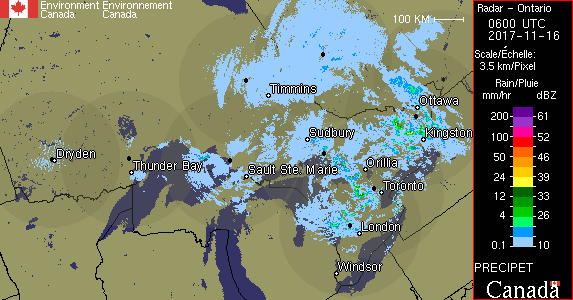 Environment Environnement
Canada Canada
100 KM
Timmins
Ottawa
Sudbury
Kingston
Dryden
Thunder Bay
Sault Ste. Marie
Orillia
Toronto
London
Windsor
Radar - Ontario
0600 UTC
2017-11-16
Scale/Échelle:
3.5 km/Pixel
Rain/Pluie
mm/hr dBZ
200 61
100 52
50 46
24 39
12 33
4 26
0.1 10
PRECIPET
Canada